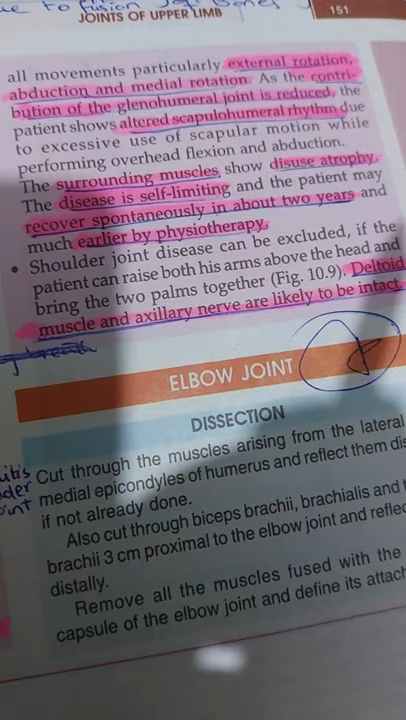 to fusion of bones
JOINTS OF UPPER LIMB
151
all movements particularly external rotation,
abduction and medial rotation. As the contri-
bution of the glenohumeral joint is reduced, the
patient shows altered scapulohumeral rhythm due
to excessive use of scapular motion while
performing overhead flexion and abduction.
The surrounding muscles show disuse atrophy.
The disease is self-limiting and the patient may
recover spontaneously in about two years and
much earlier by physiotherapy.
• Shoulder joint disease can be excluded, if the
patient can raise both his arms above the head and
bring the two palms together (Fig. 10.9). Deltoid
muscle and axillary nerve are likely to be intact.
ELBOW JOINT
DISSECTION
Cut through the muscles arising from the lateral
medial epicondyles of humerus and reflect them dis
if not already done.
Also cut through biceps brachii, brachialis and t
brachii 3 cm proximal to the elbow joint and reflec
distally.
Remove all the muscles fused with the
capsule of the elbow joint and define its attach